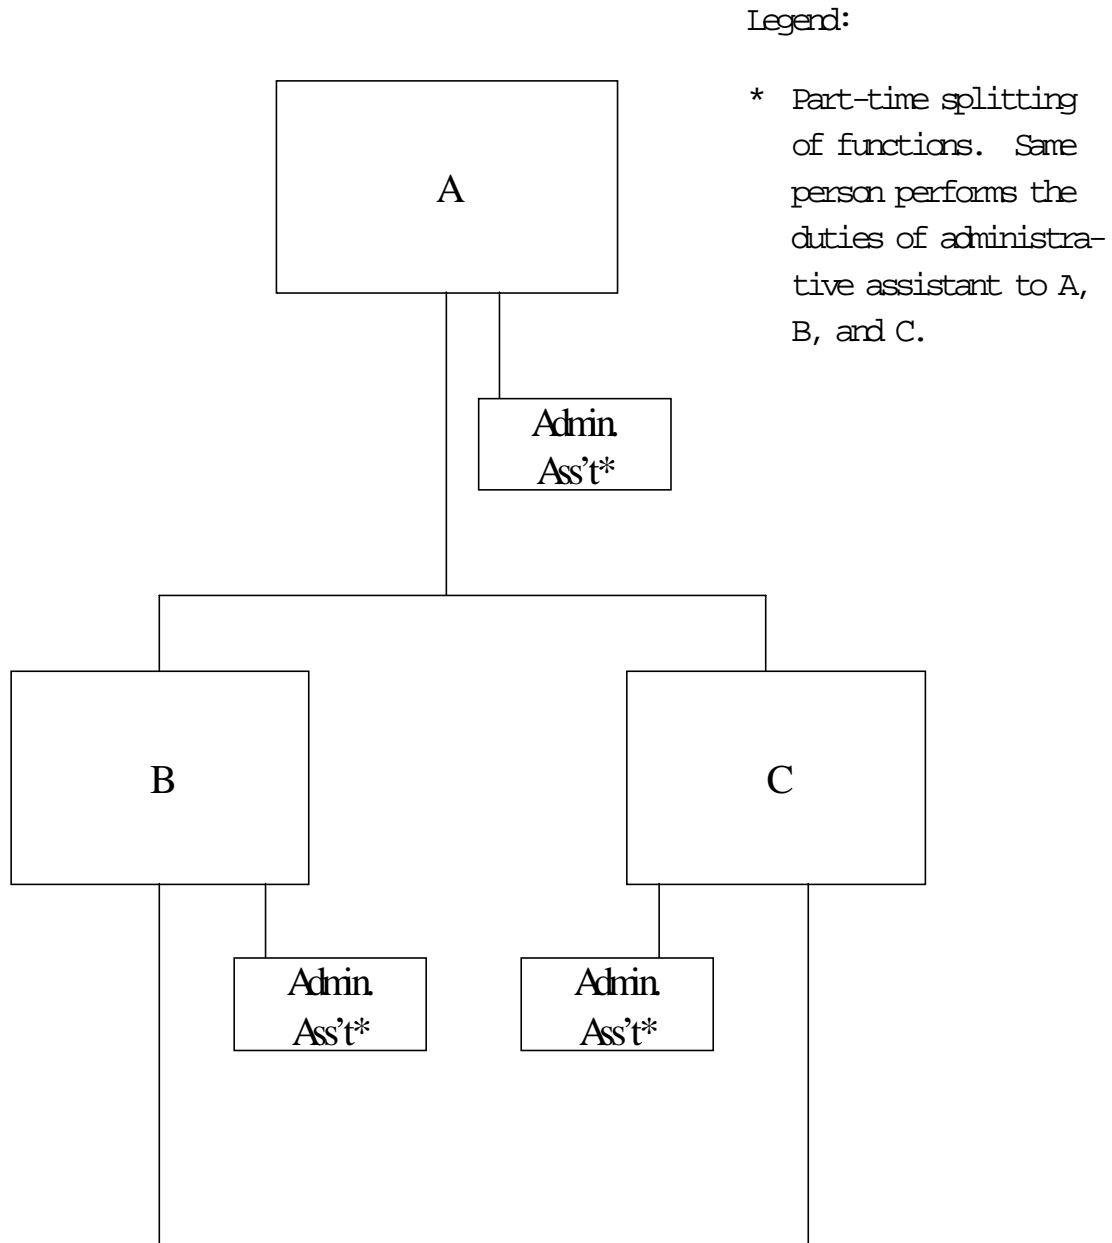 Legend:
* Part-time splitting
of functions. Same
person performs the
duties of administra-
tive assistant to A,
B, and C.
A
Admin.
Ass't*
B
C
Admin.
Ass't*
Admin.
Ass't*